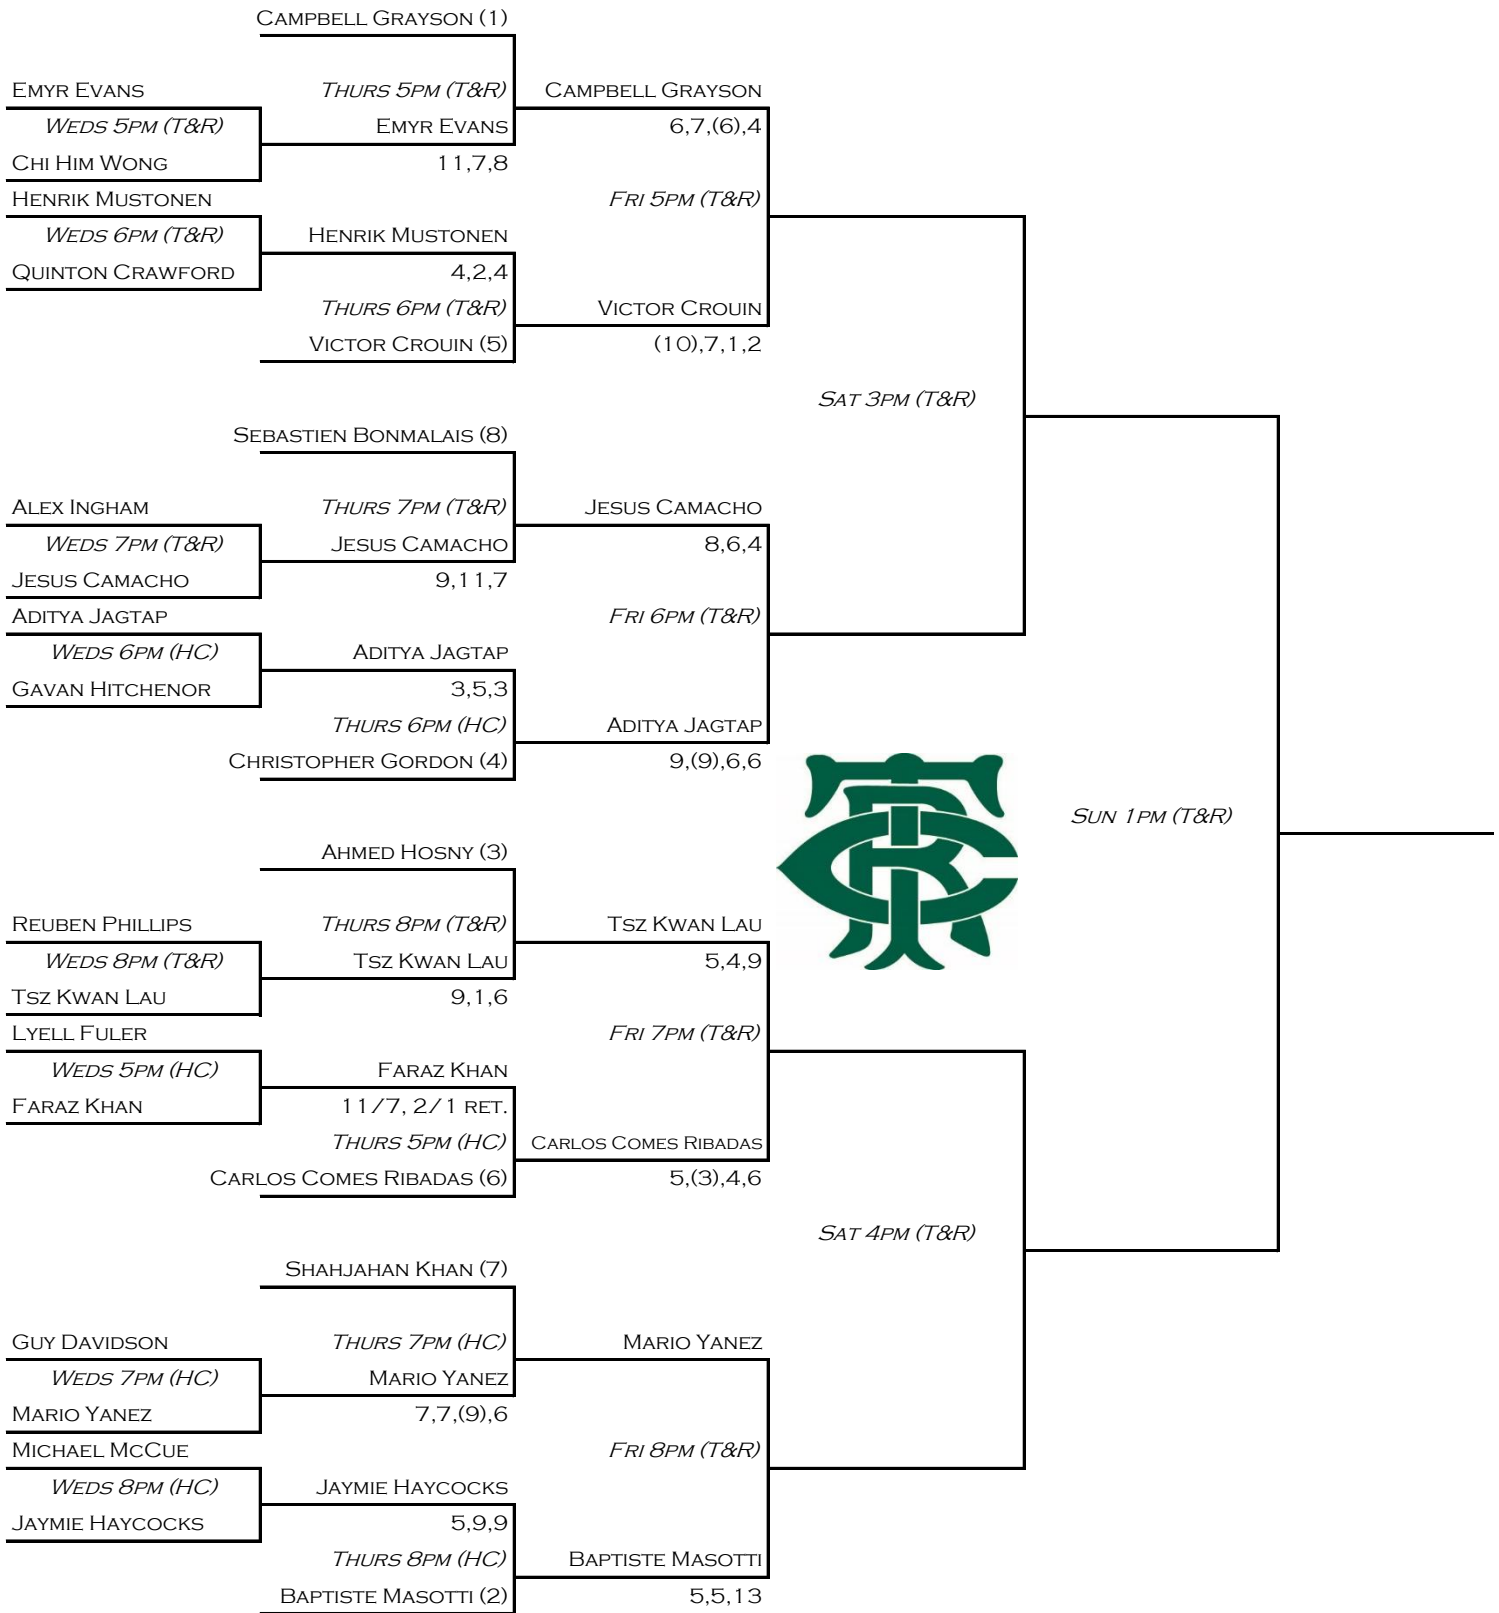 CAMPBELL GRAYSON (1)
EMYR EVANS THURS 5PM (T&R) CAMPBELL GRAYSON
WEDS 5PM (T&R) EMYR EVANS 6,7,(6),4
CHI HIM WONG 11,7,8
HENRIK MUSTONEN FRI 5PM (T&R)
WEDS 6PM (T&R) HENRIK MUSTONEN
QUINTON CRAWFORD 4,2,4
THURS 6PM (T&R) VICTOR CROUIN
VICTOR CROUIN (5) (10),7,1,2
SAT 3PM (T&R)
SEBASTIEN BONMALAIS (8)
ALEX INGHAM THURS 7PM (T&R) JESUS CAMACHO
WEDS 7PM (T&R) JESUS CAMACHO 8,6,4
JESUS CAMACHO 9,11,7
ADITYA JAGTAP FRI 6PM (T&R)
WEDS 6PM (HC) ADITYA JAGTAP
GAVAN HITCHENOR 3,5,3
THURS 6PM (HC) ADITYA JAGTAP
CHRISTOPHER GORDON (4) 9,(9),6,6
SUN 1PM (T&R)
AHMED HOSNY (3)
REUBEN PHILLIPS THURS 8PM (T&R) TSZ KWAN LAU
WEDS 8PM (T&R) TSZ KWAN LAU 5,4,9
TSZ KWAN LAU 9,1,6
LYELL FULER FRI 7PM (T&R)
WEDS 5PM (HC) FARAZ KHAN
FARAZ KHAN 11/7, 2/1 RET.
THURS 5PM (HC) CARLOS COMES RIBADAS
CARLOS COMES RIBADAS (6) 5,(3),4,6
SAT 4PM (T&R)
SHAHJAHAN KHAN (7)
GUY DAVIDSON THURS 7PM (HC) MARIO YANEZ
WEDS 7PM (HC) MARIO YANEZ
MARIO YANEZ 7,7,(9),6
MICHAEL MCCUE FRI 8PM (T&R)
WEDS 8PM (HC) JAYMIE HAYCOCKS
JAYMIE HAYCOCKS 5,9,9
THURS 8PM (HC) BAPTISTE MASOTTI
BAPTISTE MASOTTI (2) 5,5,13